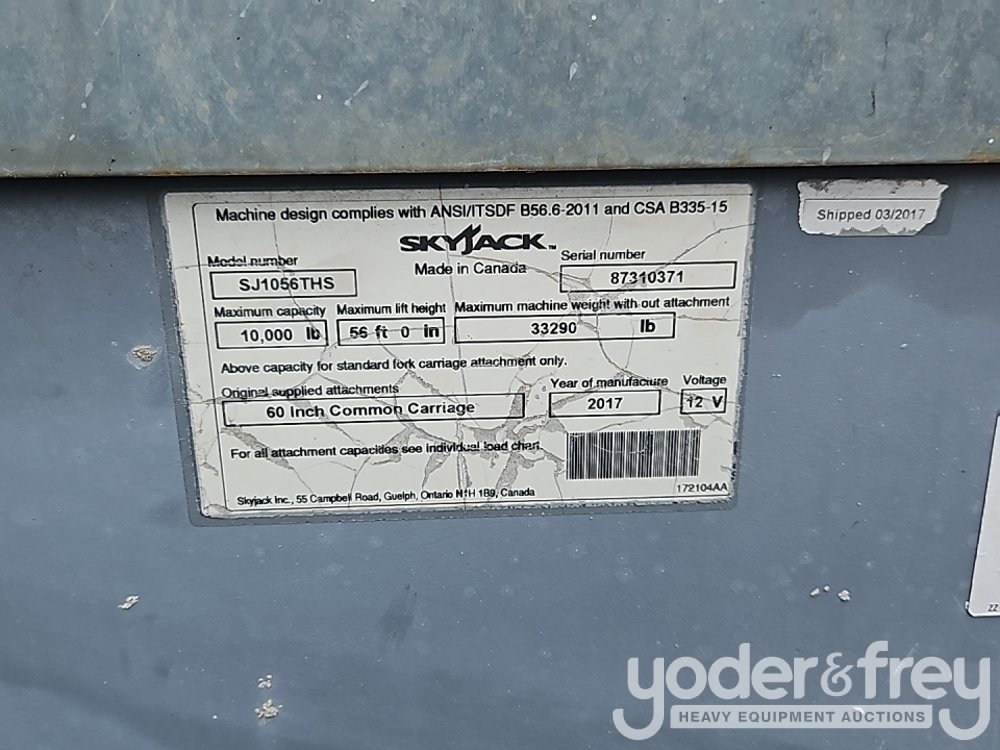 Machine design complies with ANSI/ITSDF B56.6-2011 and CSA B335-15
Shipped 03/2017
SKYJACK™
Made in Canada
Model number
SJ1056THS
Serial number
87310371
Maximum capacity
10,000 lb
Maximum lift height
56 ft 0 in
Maximum machine weight with out attachment
33290 lb
Above capacity for standard fork carriage attachment only.
Original supplied attachments
60 Inch Common Carriage
Year of manufacture
2017
Voltage
12 V
For all attachment capacities see individual load chart.
Skyjack Inc., 55 Campbell Road, Guelph, Ontario N1H 1B9, Canada
172104AA
ZZ
yoder&frey
HEAVY EQUIPMENT AUCTIONS